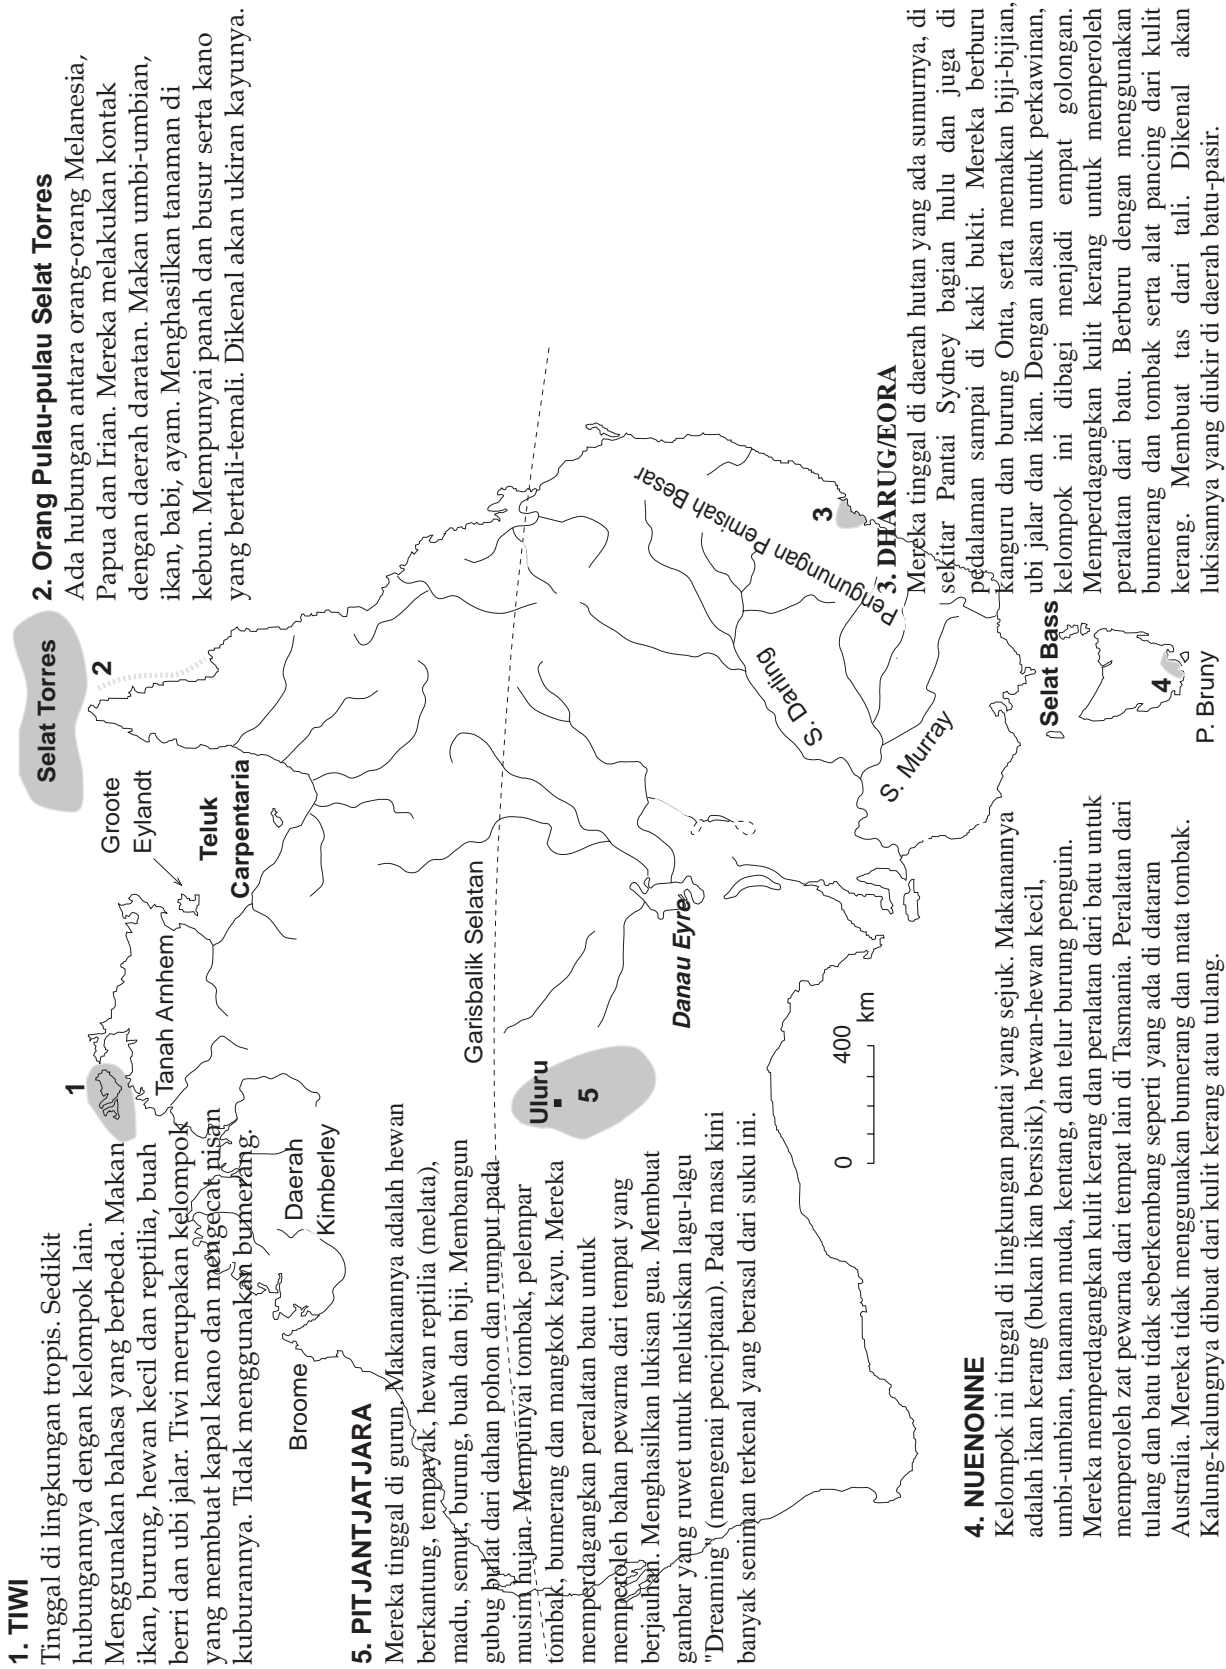 1. TIWI
Tinggal di lingkungan tropis. Sedikit
hubungannya dengan kelompok lain.
Menggunakan bahasa yang berbeda. Makan
ikan, burung, hewan kecil dan reptilia, buah
berri dan ubi jalar. Tiwi merupakan kelompok
yang membuat kapal kano dan mengecat nisan
kuburannya. Tidak menggunakan bumerang.
2. Orang Pulau-pulau Selat Torres
Ada hubungan antara orang-orang Melanesia,
Papua dan Irian. Mereka melakukan kontak
dengan daerah daratan. Makan umbi-umbian,
ikan, babi, ayam. Menghasilkan tanaman di
kebun. Mempunyai panah dan busur serta kano
yang bertali-temali. Dikenal akan ukiran kayunya.
Selat Torres
2
Groote
Eylandt
Teluk
Carpentaria
1
Tanah Arnhem
Daerah
Kimberley
Broome
Garisbalik Selatan
Uluru
5
Danau Eyre
0
400
km
Pengunungan Pemisah Besar
S. Darling
S. Murray
3
Selat Bass
4
P. Bruny
5. PITJANTJATJARA
Mereka tinggal di gurun. Makanannya adalah hewan
berkantung, tempayak, hewan reptilia (melata),
madu, semut, burung, buah dan biji. Membangun
gubug bulat dari dahan pohon dan rumput pada
musim hujan. Mempunyai tombak, pelempar
tombak, bumerang dan mangkok kayu. Mereka
memperdagangkan peralatan batu untuk
memperoleh bahan pewarna dari tempat yang
berjauhan. Menghasilkan lukisan gua. Membuat
gambar yang ruwet untuk melukiskan lagu-lagu
"Dreaming" (mengenai penciptaan). Pada masa kini
banyak seniman terkenal yang berasal dari suku ini.
3. DHARUG/EORA
Mereka tinggal di daerah hutan yang ada sumurnya, di
sekitar Pantai Sydney bagian hulu dan juga di
pedalaman sampai di kaki bukit. Mereka berburu
kanguru dan burung Onta, serta memakan biji-bijian,
ubi jalar dan ikan. Dengan alasan untuk perkawinan,
kelompok ini dibagi menjadi empat golongan.
Memperdagangkan kulit kerang untuk memperoleh
peralatan dari batu. Berburu dengan menggunakan
bumerang dan tombak serta alat pancing dari kulit
kerang. Membuat tas dari tali. Dikenal akan
lukisannya yang diukir di daerah batu-pasir.
4. NUENONNE
Kelompok ini tinggal di lingkungan pantai yang sejuk. Makanannya
adalah ikan kerang (bukan ikan bersisik), hewan-hewan kecil,
umbi-umbian, tanaman muda, kentang, dan telur burung penguin.
Mereka memperdagangkan kulit kerang dan peralatan dari batu untuk
memperoleh zat pewarna dari tempat lain di Tasmania. Peralatan dari
tulang dan batu tidak seberkembang seperti yang ada di dataran
Australia. Mereka tidak menggunakan bumerang dan mata tombak.
Kalung-kalungnya dibuat dari kulit kerang atau tulang.